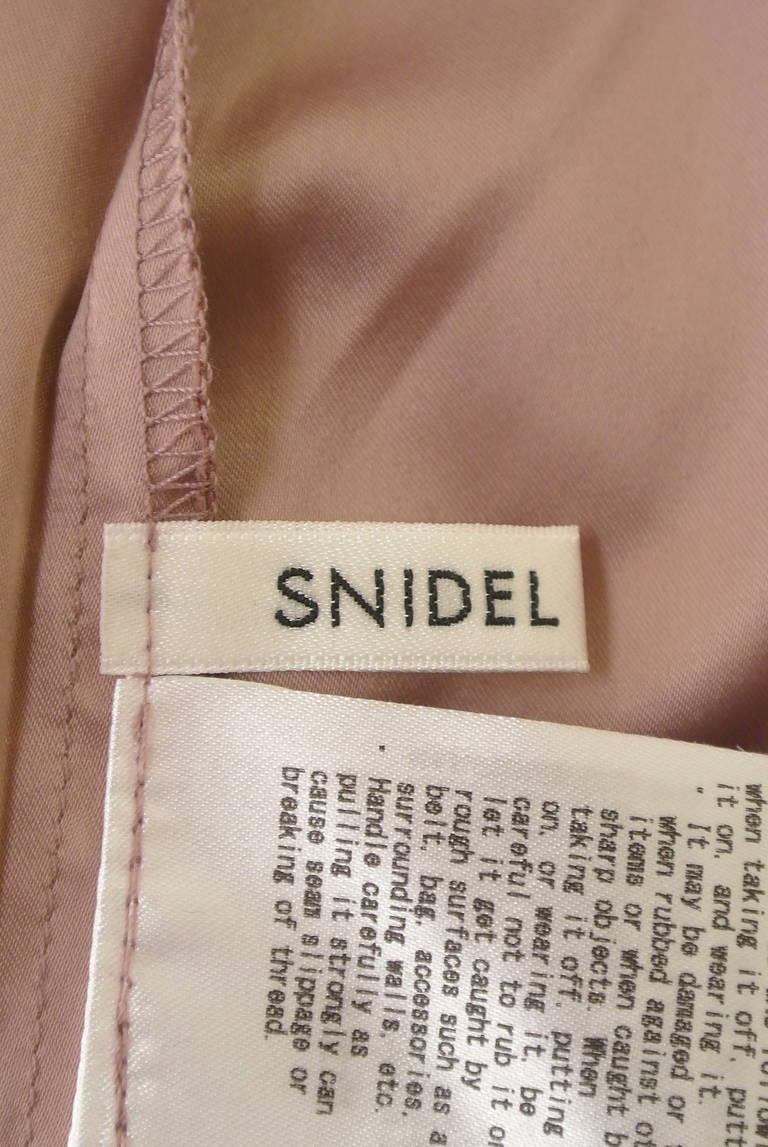 SNIDEL
when taking it off, putt
it on, and wearing it.
" It may be damaged or
when rubbed against ot
items or when caught b
sharp objects. When
taking it off, putting
on, or wearing it, be
careful not to rub it o
let it get caught by
rough surfaces such as a
belt, bag, accessories,
surrounding walls, etc.
Handle carefully as
pulling it strongly can
cause seam slippage or
breaking of thread.